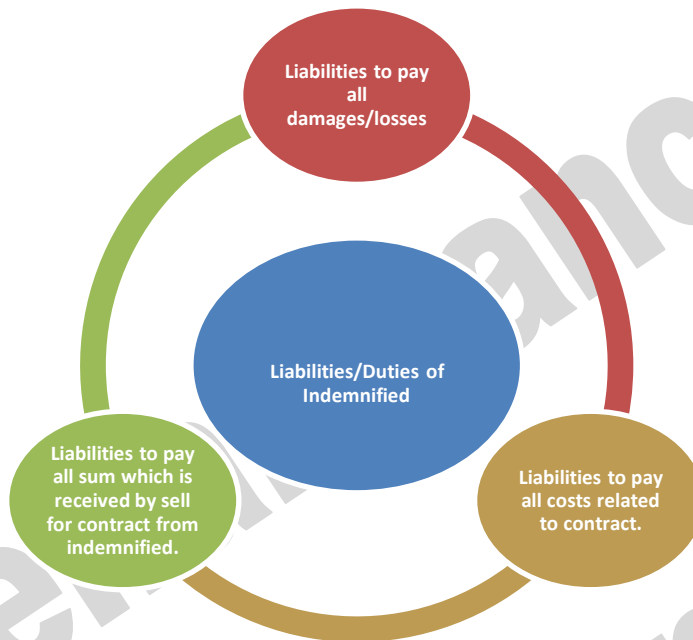 Liabilities to pay
all
damages/losses
Liabilities/Duties of
Indemnified
Liabilities to pay
all sum which is
received by sell
for contract from
indemnified.
Liabilities to pay
all costs related
to contract.